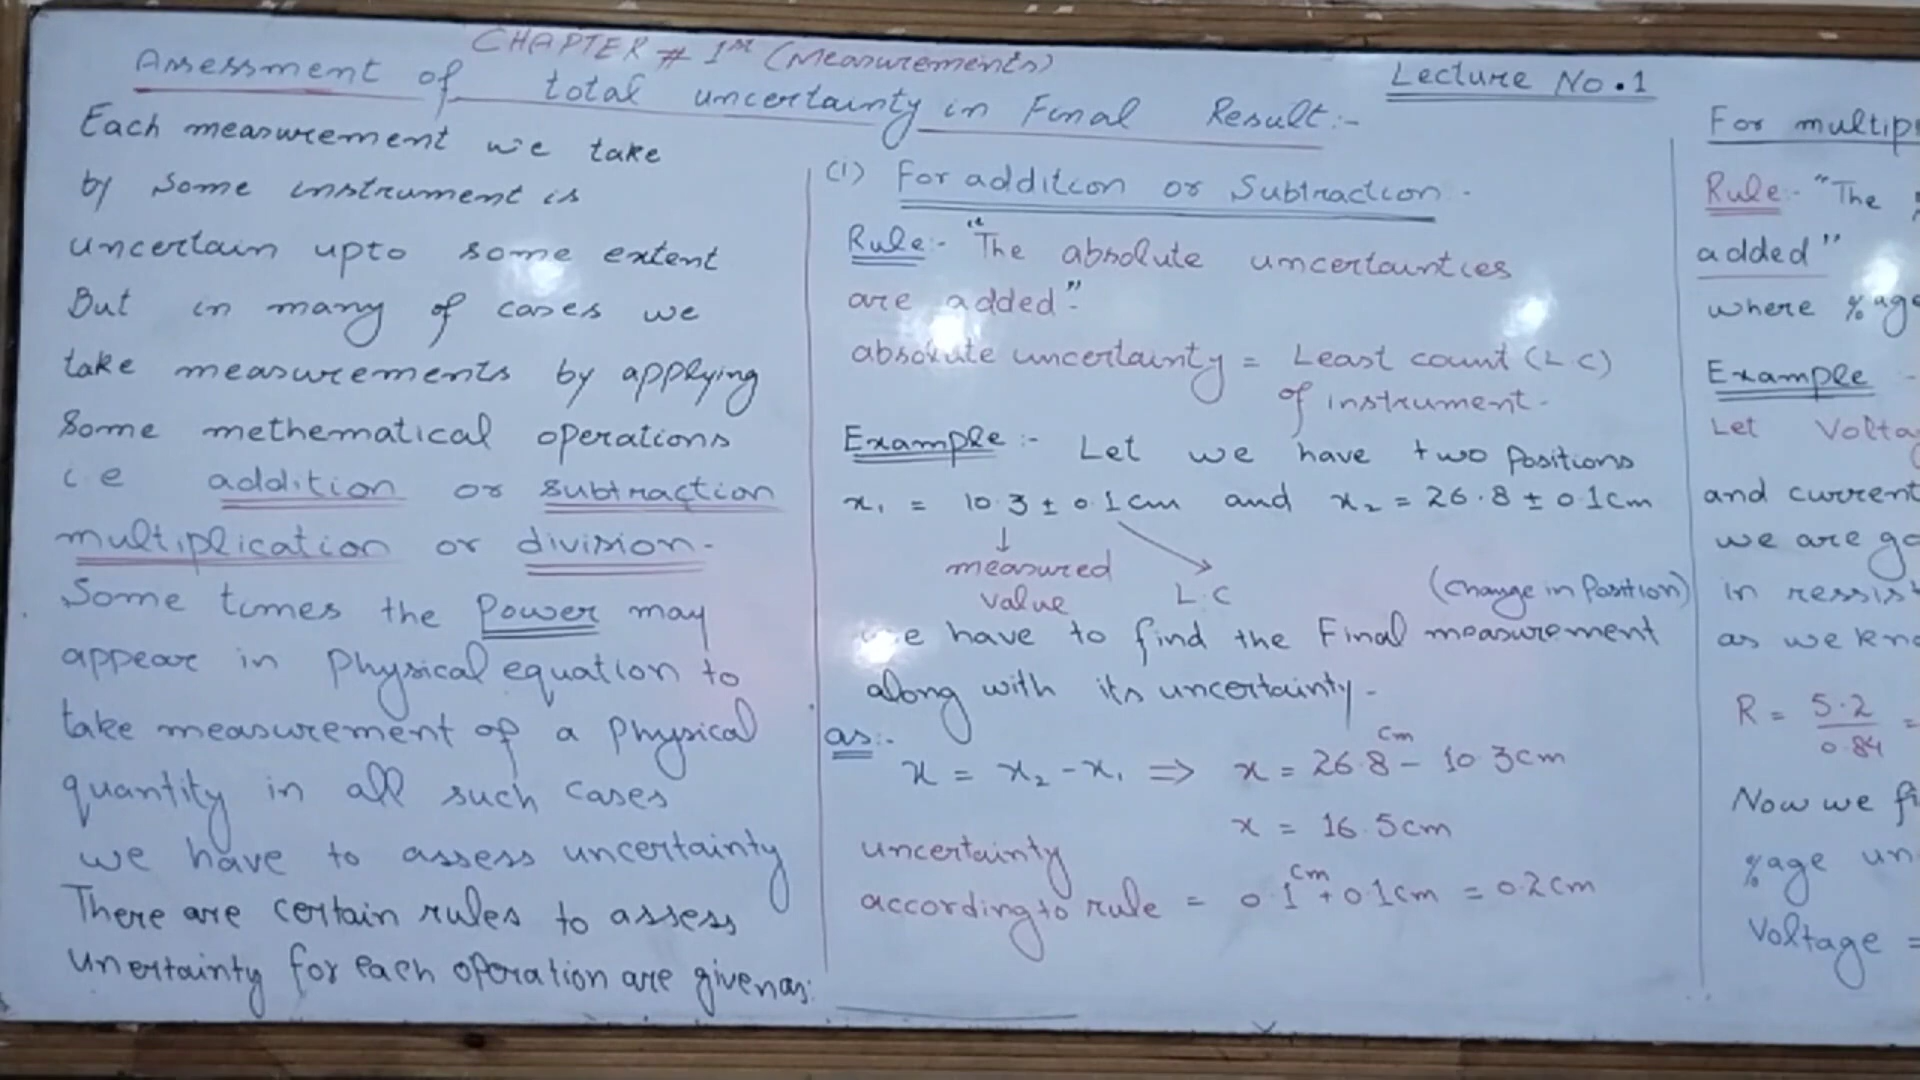 CHAPTER # 1st (Measurements)
Assessment of total uncertainty in Final Result:-
Lecture No.1
Each measurement we take
by some instrument is
uncertain upto some extent
But in many of cases we
take measurements by applying
some methematical operations
i e addition or subtraction
multiplication or division-
Some times the Power may
appear in Physical equation to
take measurement of a Physical
quantity in all such cases
we have to assess uncertainty
There are certain rules to assess
unertainty for each operation are given as:
(i) For addition or Subtraction -
Rule:- "The absolute uncertainties
are added".
absolute uncertainty = Least count (L.C)
of instrument-
Example:- Let we have two Positions
x₁ = 10.3 ± 0.1cm and x₂ = 26.8 ± 0.1cm
↓
measured
value
L.C
(Change in Position)
we have to find the Final measurement
along with its uncertainty-
as:-
x = x₂ - x₁ ⇒ x = 26.8cm - 10.3cm
x = 16.5cm
uncertainty
according to rule = 0.1cm + 0.1cm = 0.2cm
For
Rule:- "The
added"
where %age
Example -
Let
and current
we are
in
as we
R = 5.2/0.84 =
Now we
%age
Voltage =